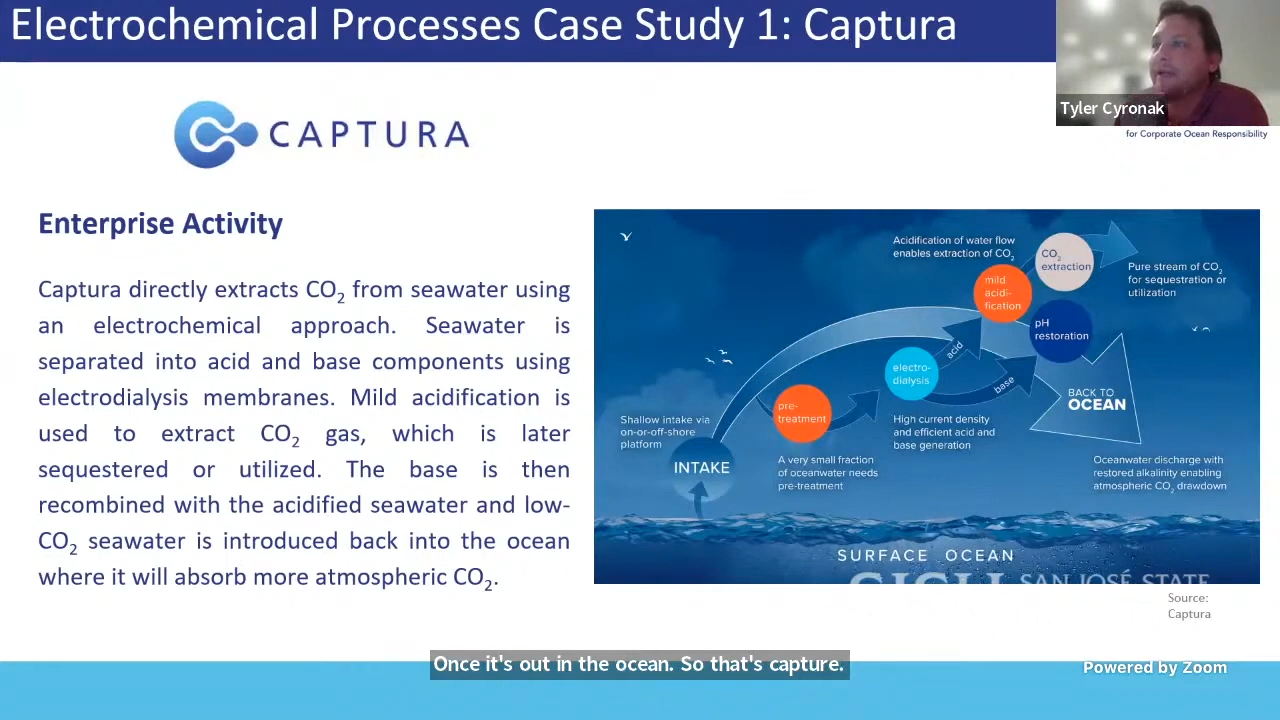 Electrochemical Processes Case Study 1: Captura
Tyler Cyronak
for Corporate Ocean Responsibility
CAPTURA
Enterprise Activity
Captura directly extracts CO₂ from seawater using
an electrochemical approach. Seawater is
separated into acid and base components using
electrodialysis membranes. Mild acidification is
used to extract CO₂ gas, which is later
sequestered or utilized. The base is then
recombined with the acidified seawater and low-
CO₂ seawater is introduced back into the ocean
where it will absorb more atmospheric CO₂.
Acidification of water flow
enables extraction of CO₂
CO₂
extraction
Pure stream of CO₂
for sequestration or
utilization
mild
acidi-
fication
pH
restoration
acid
electro-
dialysis
base
BACK TO
OCEAN
pre-
treatment
Shallow intake via
on-or-off-shore
platform
High current density
and efficient acid and
base generation
INTAKE
A very small fraction
of oceanwater needs
pre-treatment
Oceanwater discharge with
restored alkalinity enabling
atmospheric CO₂ drawdown
SURFACE OCEAN
SAN JOSÉ STATE
Source:
Captura
Once it's out in the ocean. So that's capture.
Powered by Zoom